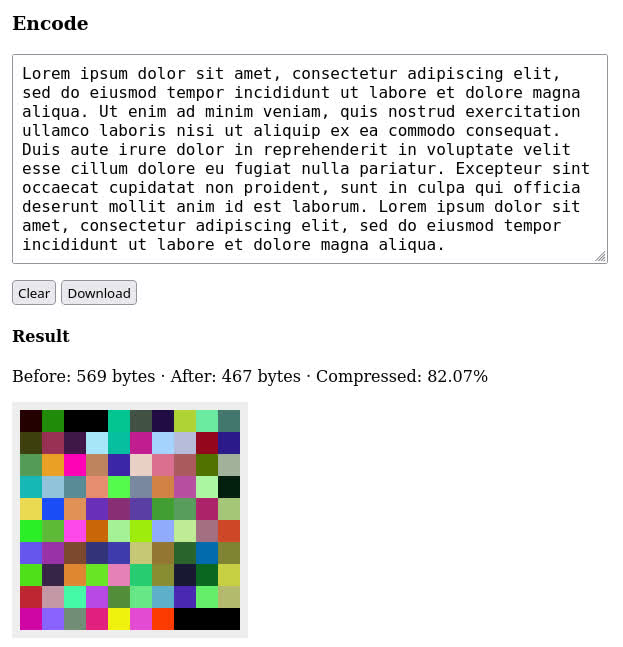 Encode
Lorem ipsum dolor sit amet, consectetur adipiscing elit,
sed do eiusmod tempor incididunt ut labore et dolore magna
aliqua. Ut enim ad minim veniam, quis nostrud exercitation
ullamco laboris nisi ut aliquip ex ea commodo consequat.
Duis aute irure dolor in reprehenderit in voluptate velit
esse cillum dolore eu fugiat nulla pariatur. Excepteur sint
occaecat cupidatat non proident, sunt in culpa qui officia
deserunt mollit anim id est laborum. Lorem ipsum dolor sit
amet, consectetur adipiscing elit, sed do eiusmod tempor
incididunt ut labore et dolore magna aliqua.
Clear Download
Result
Before: 569 bytes · After: 467 bytes · Compressed: 82.07%